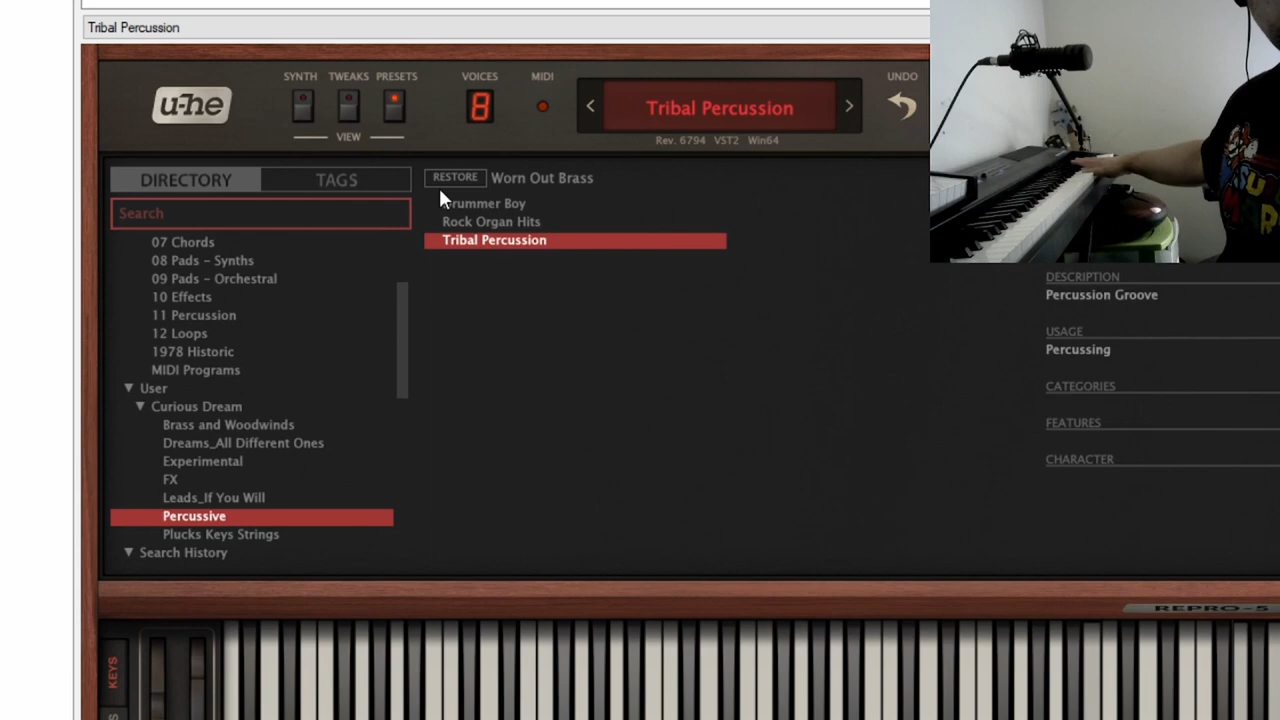 Tribal Percussion
SYNTH TWEAKS PRESETS VOICES MIDI UNDO
u-he
8
Tribal Percussion
VIEW
Rev. 6794 VST2 Win64
DIRECTORY TAGS
RESTORE Worn Out Brass
Search
rummer Boy
Rock Organ Hits
Tribal Percussion
07 Chords
08 Pads - Synths
09 Pads - Orchestral
10 Effects
11 Percussion
12 Loops
1978 Historic
MIDI Programs
User
Curious Dream
Brass and Woodwinds
Dreams_All Different Ones
Experimental
FX
Leads_If You Will
Percussive
Plucks Keys Strings
Search History
DESCRIPTION
Percussion Groove
USAGE
Percussing
CATEGORIES
FEATURES
CHARACTER
REPRO-5
KEYS